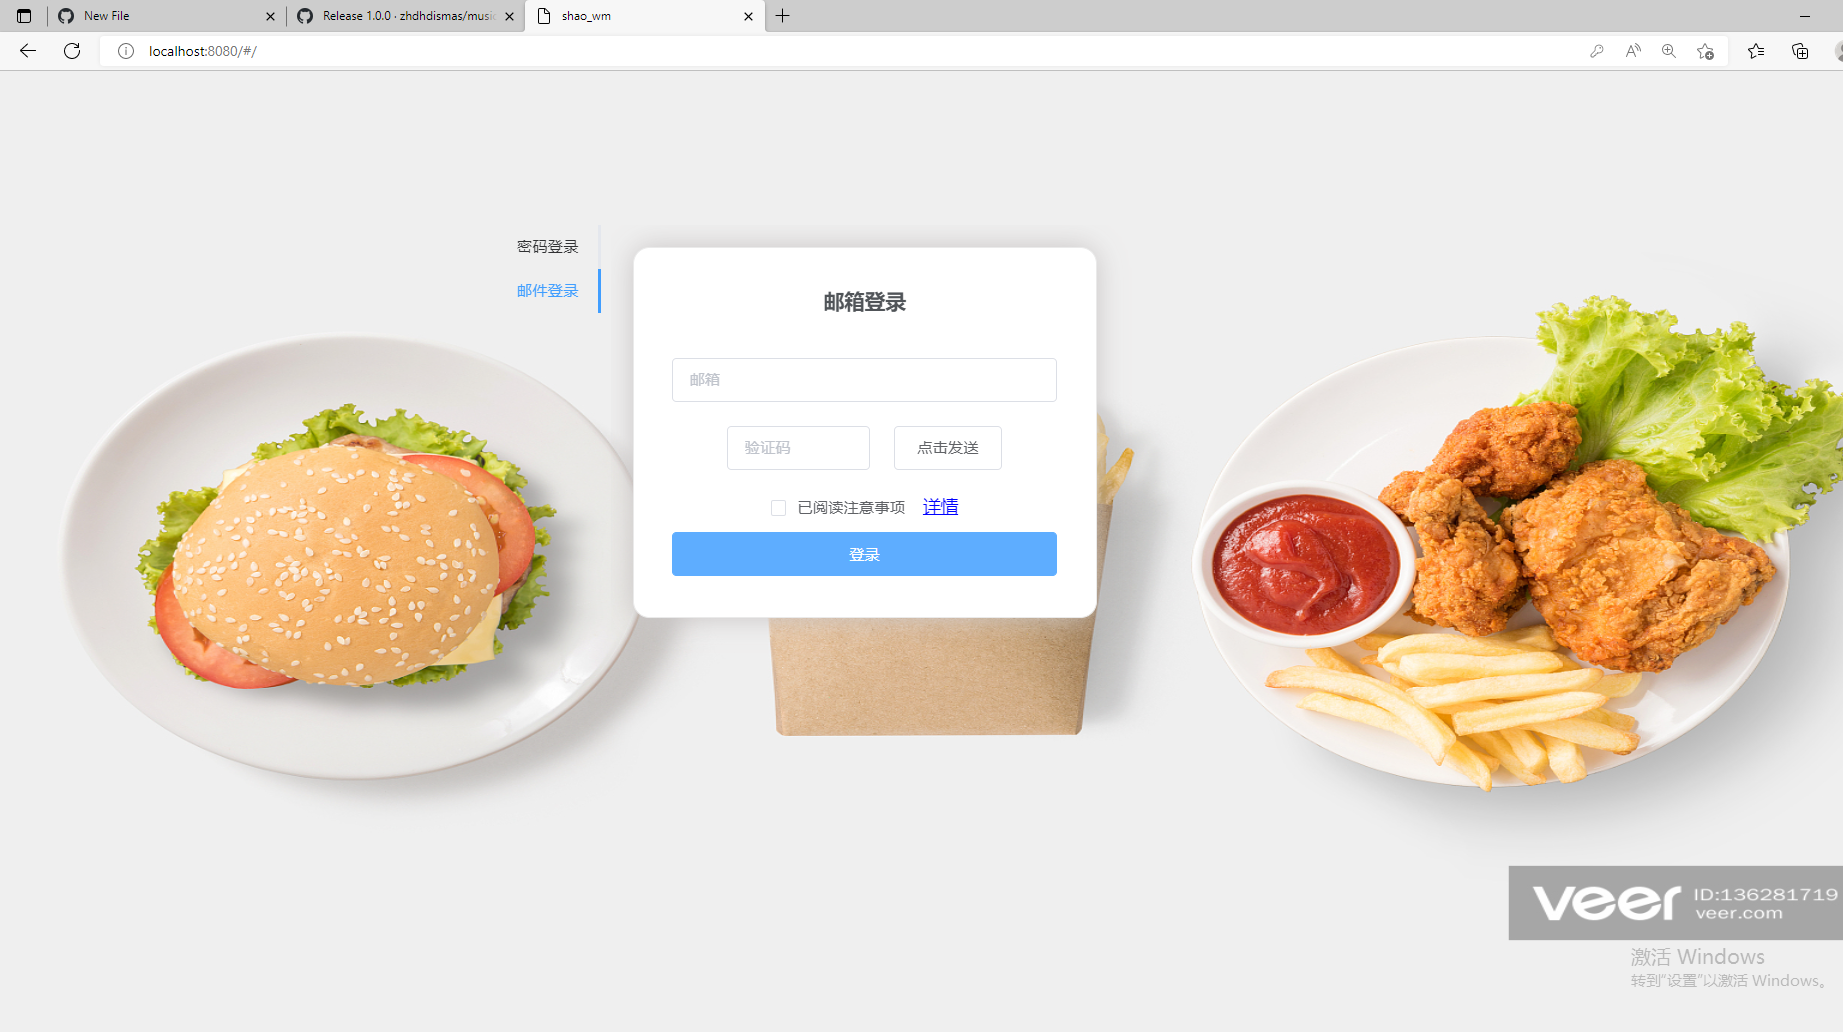 New File
Release 1.0.0 · zhdhdismas/music
shao_wm
localhost:8080/#/
密码登录
邮件登录
邮箱登录
邮箱
验证码
点击发送
已阅读注意事项 详情
登录
veer ID:136281719
veer.com
激活 Windows
转到“设置”以激活 Windows。